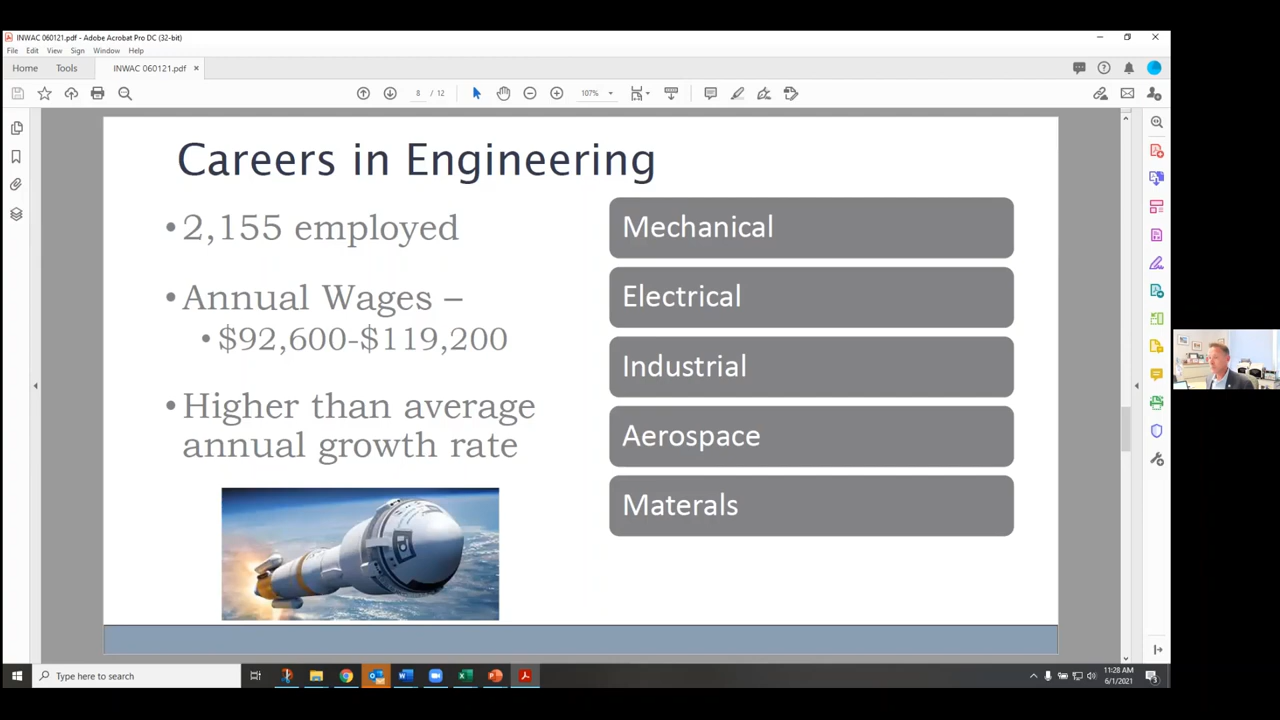 INWAC 060121.pdf - Adobe Acrobat Pro DC (32-bit)
File Edit View Sign Window Help
Home Tools INWAC 060121.pdf ×
8 / 12 107%
Careers in Engineering
•2,155 employed
•Annual Wages –
•$92,600-$119,200
•Higher than average
annual growth rate
Mechanical
Electrical
Industrial
Aerospace
Materals
Type here to search
11:28 AM
6/1/2021
3